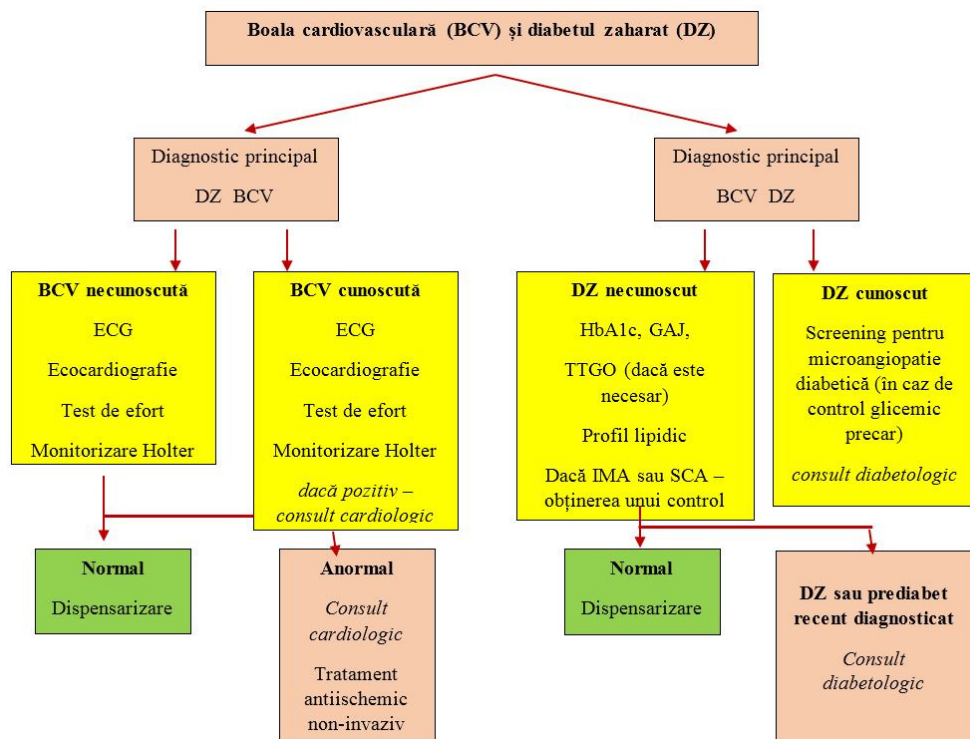 Boala cardiovasculară (BCV) și diabetul zaharat (DZ)
Diagnostic principal
DZ BCV
Diagnostic principal
BCV DZ
BCV necunoscută
ECG
Ecocardiografie
Test de efort
Monitorizare Holter
BCV cunoscută
ECG
Ecocardiografie
Test de efort
Monitorizare Holter
dacă pozitiv –
consult cardiologic
DZ necunoscut
HbA1c, GAJ,
TTGO (dacă este
necesar)
Profil lipidic
Dacă IMA sau SCA –
obținerea unui control
DZ cunoscut
Screening pentru
microangiopatie
diabetică (în caz de
control glicemic
precar)
consult diabetologic
Normal
Dispensarizare
Anormal
Consult
cardiologic
Tratament
antiischemic
non-invaziv
Normal
Dispensarizare
DZ sau prediabet
recent diagnosticat
Consult
diabetologic